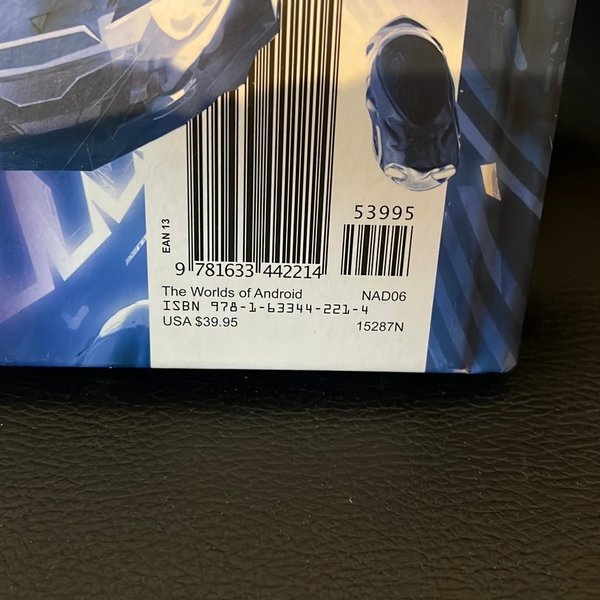 53995
EAN 13
9 781633 442214
The Worlds of Android NAD06
ISBN 978-1-63344-221-4
USA $39.95 15287N